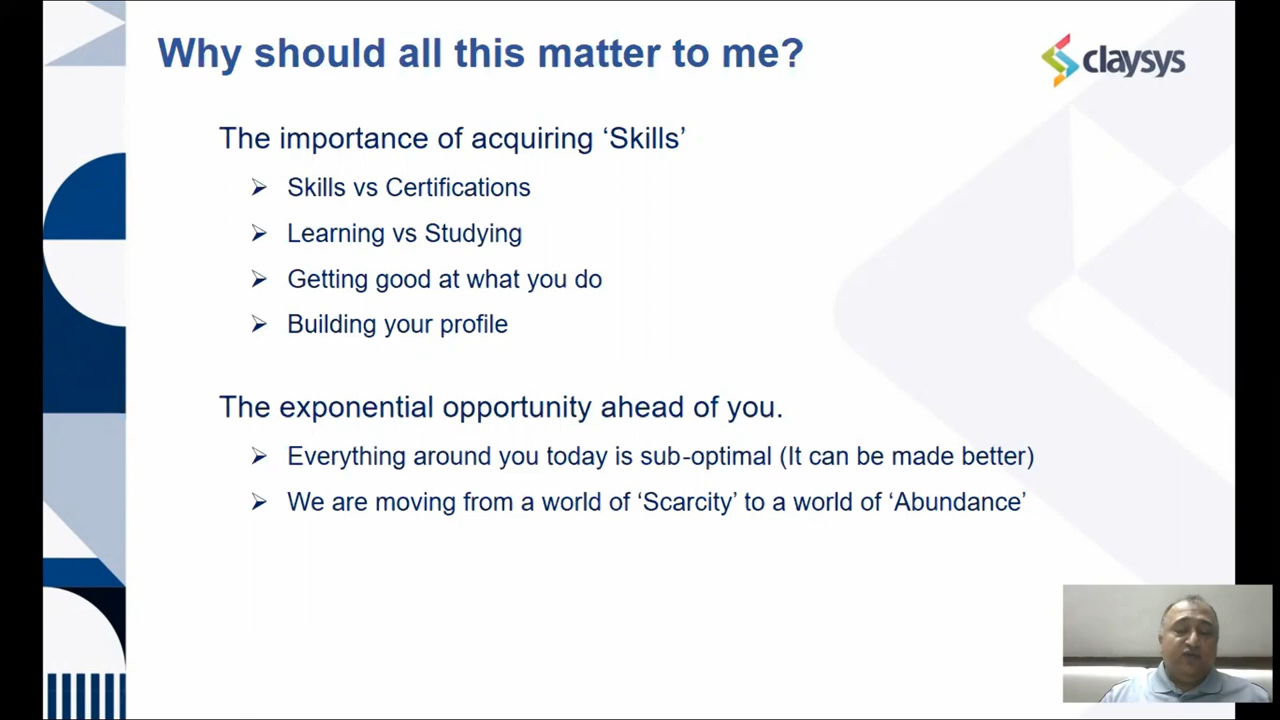 Why should all this matter to me?
claysys
The importance of acquiring ‘Skills’
Skills vs Certifications
Learning vs Studying
Getting good at what you do
Building your profile
The exponential opportunity ahead of you.
Everything around you today is sub-optimal (It can be made better)
We are moving from a world of ‘Scarcity’ to a world of ‘Abundance’